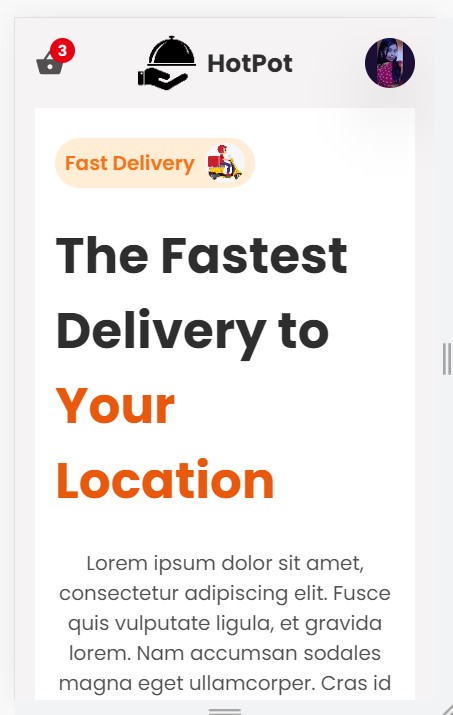 3
HotPot
Fast Delivery
The Fastest
Delivery to
Your
Location
Lorem ipsum dolor sit amet,
consectetur adipiscing elit. Fusce
quis vulputate ligula, et gravida
lorem. Nam accumsan sodales
magna eget ullamcorper. Cras id